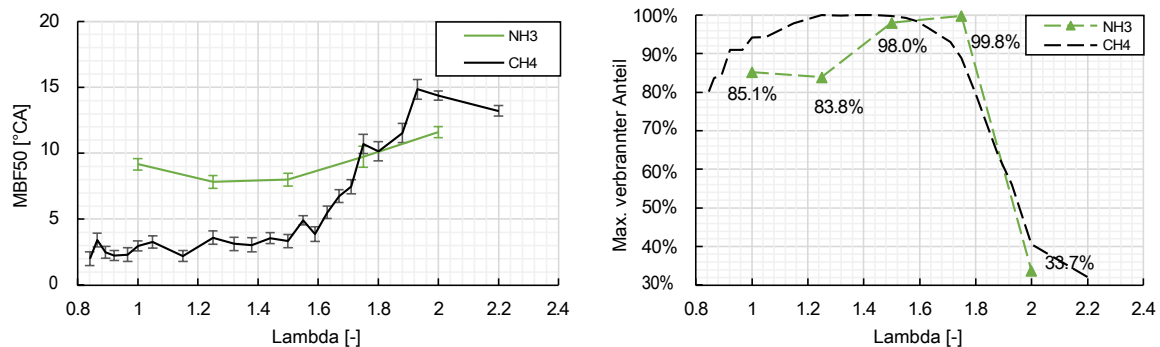 20
15
10
5
0
MBF50 [°CA]
NH3
CH4
0.8 1 1.2 1.4 1.6 1.8 2 2.2 2.4
Lambda [-]
100%
90%
80%
70%
60%
50%
40%
30%
Max. verbrannter Anteil
NH3
CH4
85.1%
83.8%
98.0%
99.8%
33.7%
0.8 1 1.2 1.4 1.6 1.8 2 2.2 2.4
Lambda [-]